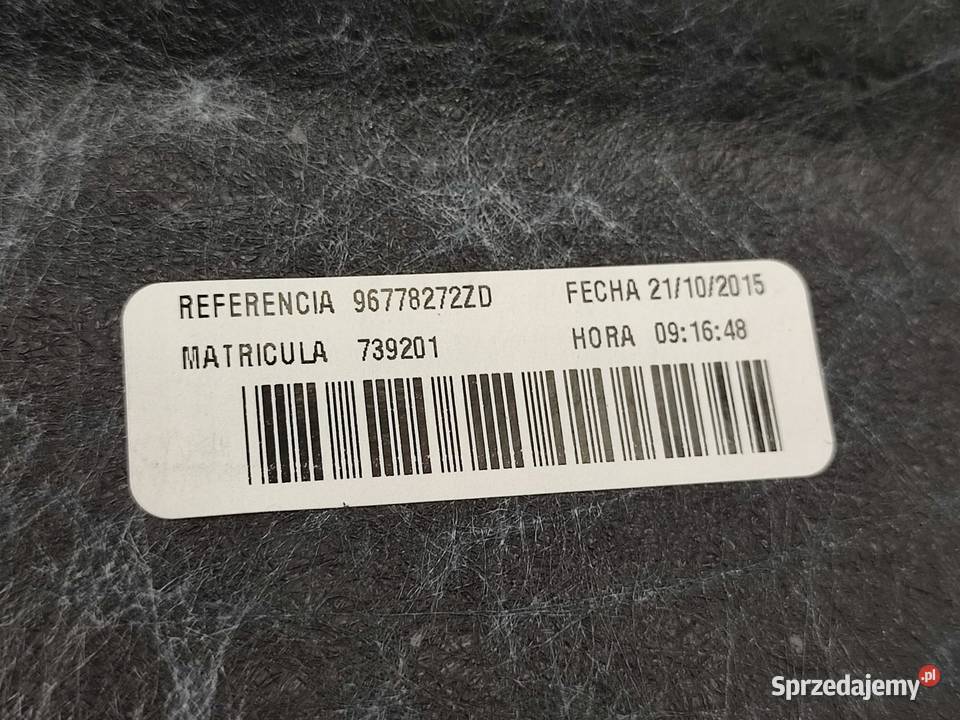 REFERENCIA 96778272ZD FECHA 21/10/2015
MATRICULA 739201 HORA 09:16:48
Sprzedajemy.pl